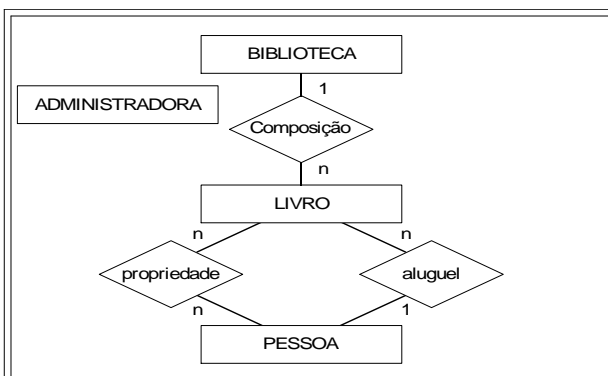 BIBLIOTECA
1
ADMINISTRADORA
Composição
n
LIVRO
n n
propriedade aluguel
n 1
PESSOA